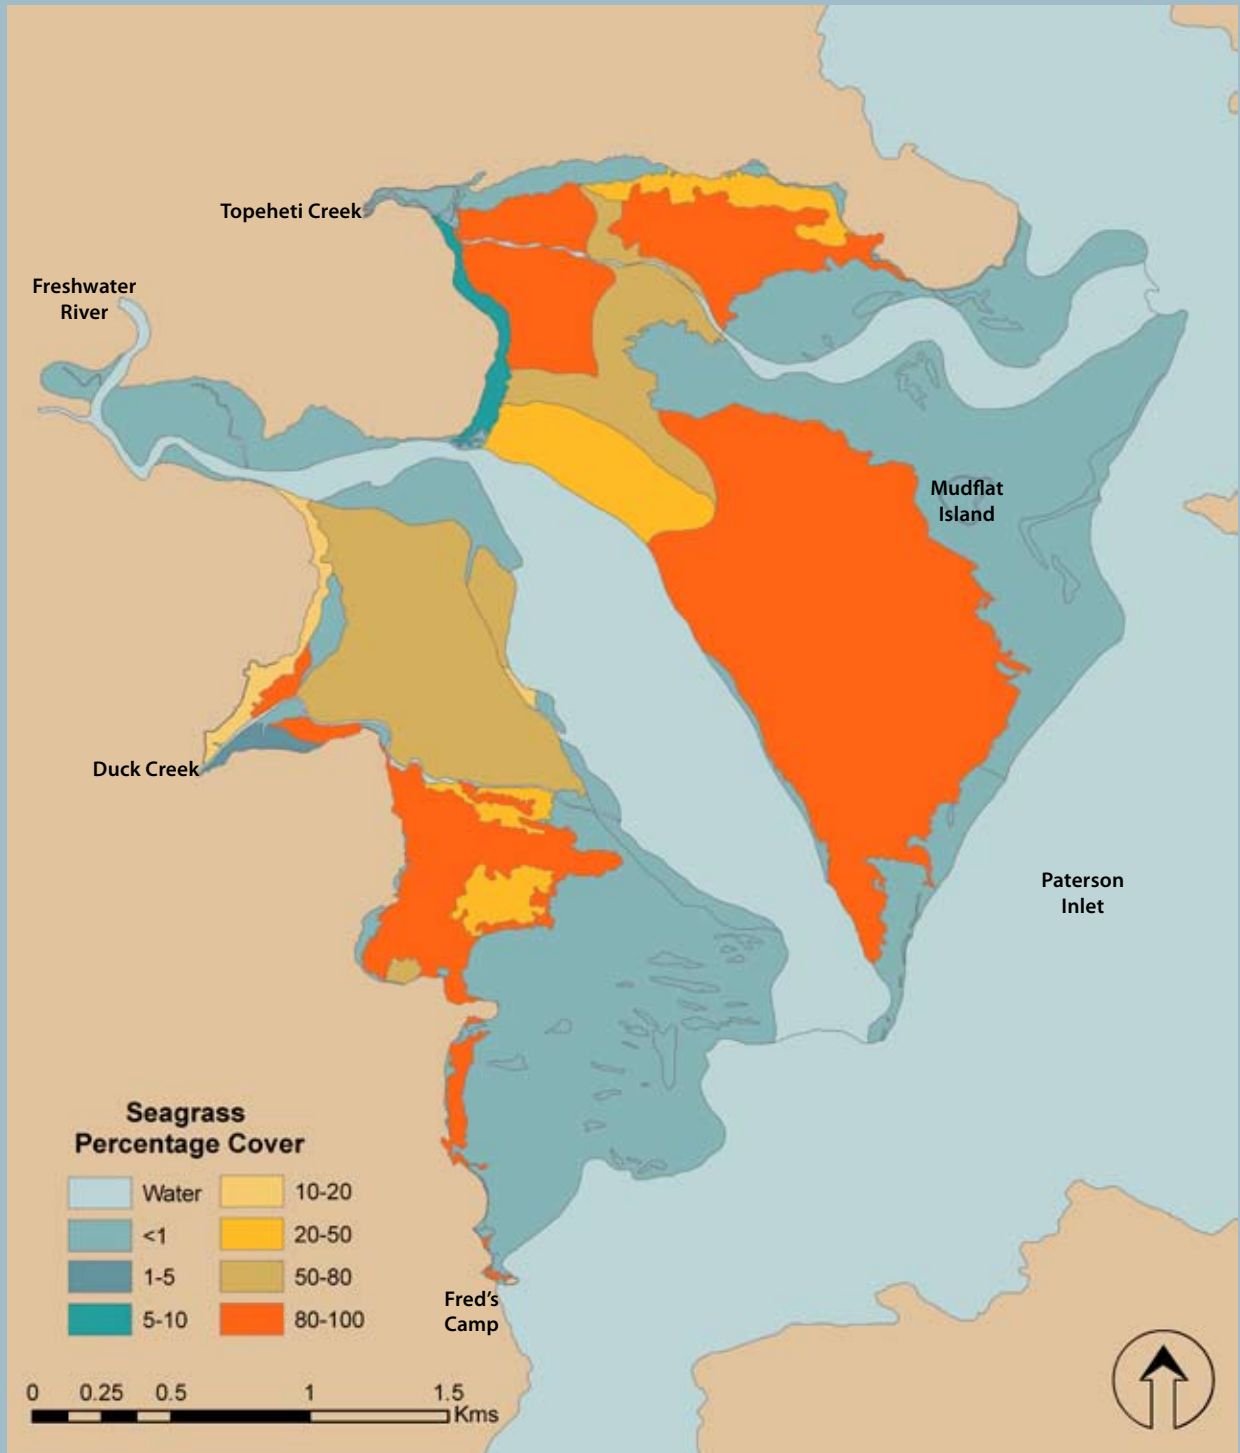 Topeheti Creek
Freshwater
River
Mudflat
Island
Duck Creek
Paterson
Inlet
Seagrass
Percentage Cover
Water
<1
1-5
5-10
10-20
20-50
50-80
80-100
Fred's
Camp
0 0.25 0.5 1 1.5
Kms